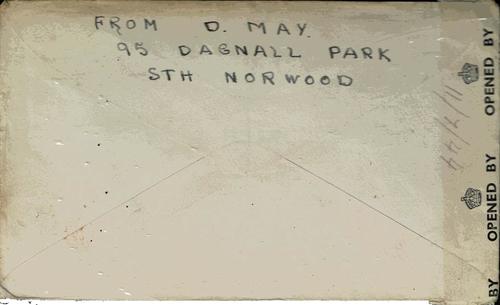 FROM D. MAY.
95 DAGNALL PARK
STH NORWOOD
OPENED BY
OPENED BY
BY